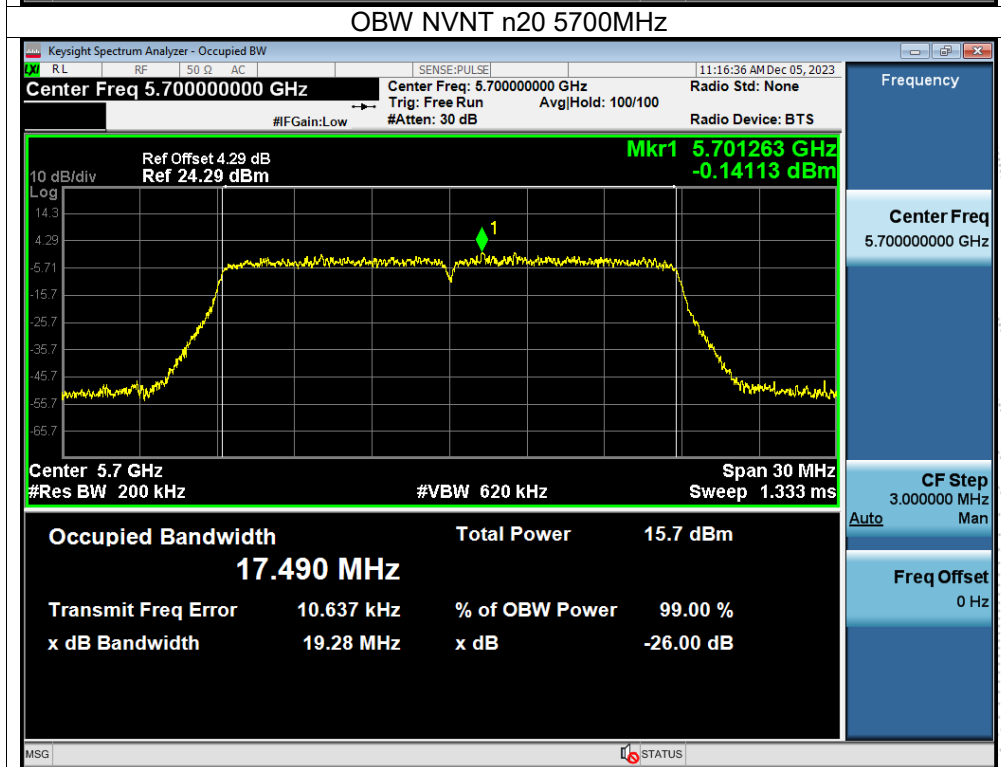 OBW NVNT n20 5700MHz
Keysight Spectrum Analyzer - Occupied BW
LXI RL RF 50 Ω AC SENSE:PULSE 11:16:36 AM Dec 05, 2023
Center Freq 5.700000000 GHz
Center Freq: 5.700000000 GHz
Radio Std: None
Trig: Free Run Avg|Hold: 100/100
#IFGain:Low
#Atten: 30 dB
Radio Device: BTS
Frequency
Mkr1 5.701263 GHz
-0.14113 dBm
Ref Offset 4.29 dB
10 dB/div Ref 24.29 dBm
Log
14.3
4.29
-5.71
-15.7
-25.7
-35.7
-45.7
-55.7
-65.7
1
Center 5.7 GHz Span 30 MHz
#Res BW 200 kHz #VBW 620 kHz Sweep 1.333 ms
Center Freq
5.700000000 GHz
CF Step
3.000000 MHz
Auto Man
Freq Offset
0 Hz
Occupied Bandwidth Total Power 15.7 dBm
17.490 MHz
Transmit Freq Error 10.637 kHz % of OBW Power 99.00 %
x dB Bandwidth 19.28 MHz x dB -26.00 dB
MSG STATUS